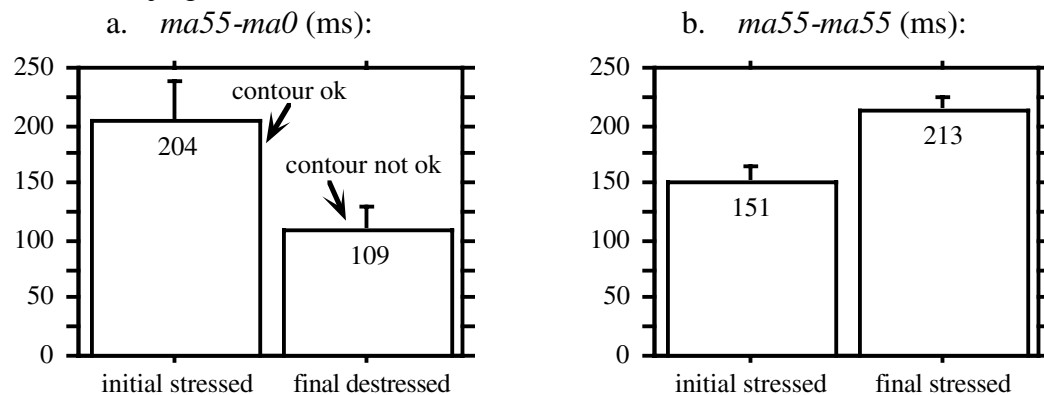 a. ma55-ma0 (ms):
250
200
150
100
50
0
contour ok
204
contour not ok
109
initial stressed
final destressed
b. ma55-ma55 (ms):
250
200
150
100
50
0
151
213
initial stressed
final stressed